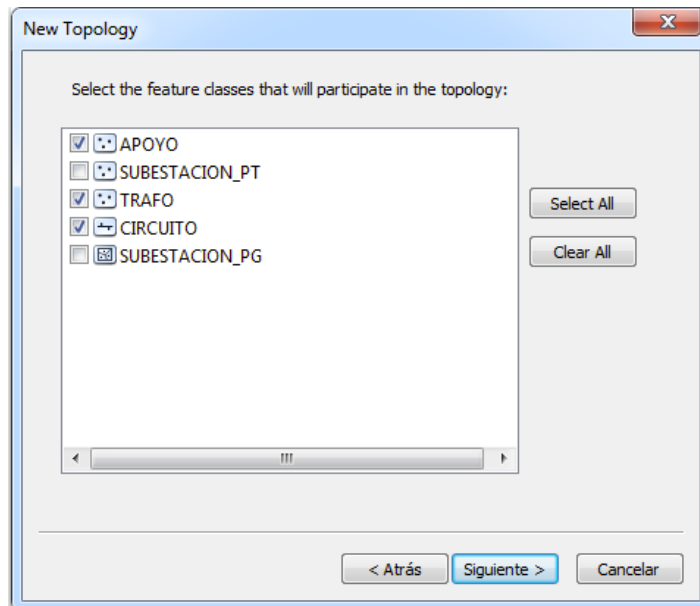 New Topology
Select the feature classes that will participate in the topology:
APOYO
SUBESTACION_PT
TRAFO
CIRCUITO
SUBESTACION_PG
Select All
Clear All
< Atrás
Siguiente >
Cancelar